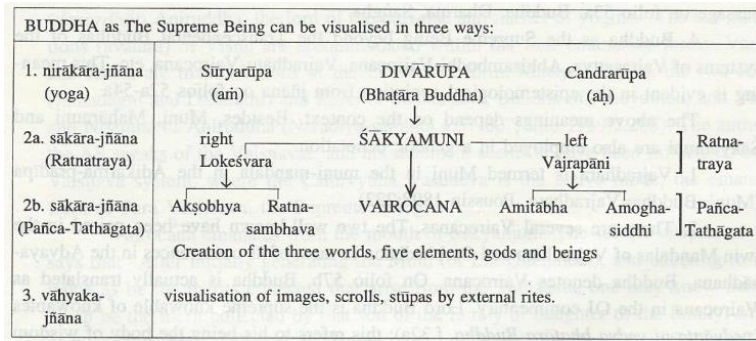 BUDDHA as The Supreme Being can be visualised in three ways:
1. nirākāra-jñāna Sūryarūpa DIVĀRŪPA Candrarūpa
(yoga) (aṁ) (Bhaṭāra Buddha) (aḥ)
2a. sākāra-jñāna right ŚĀKYAMUNI left Ratna-
(Ratnatraya) Lokeśvara Vajrapāni traya
2b. sākāra-jñāna Akṣobhya Ratna- VAIROCANA Amitābha Amogha- Pañca-
(Pañca-Tathāgata) sambhava siddhi Tathāgata
Creation of the three worlds, five elements, gods and beings
3. vāhyaka- visualisation of images, scrolls, stūpas by external rites.
jñāna